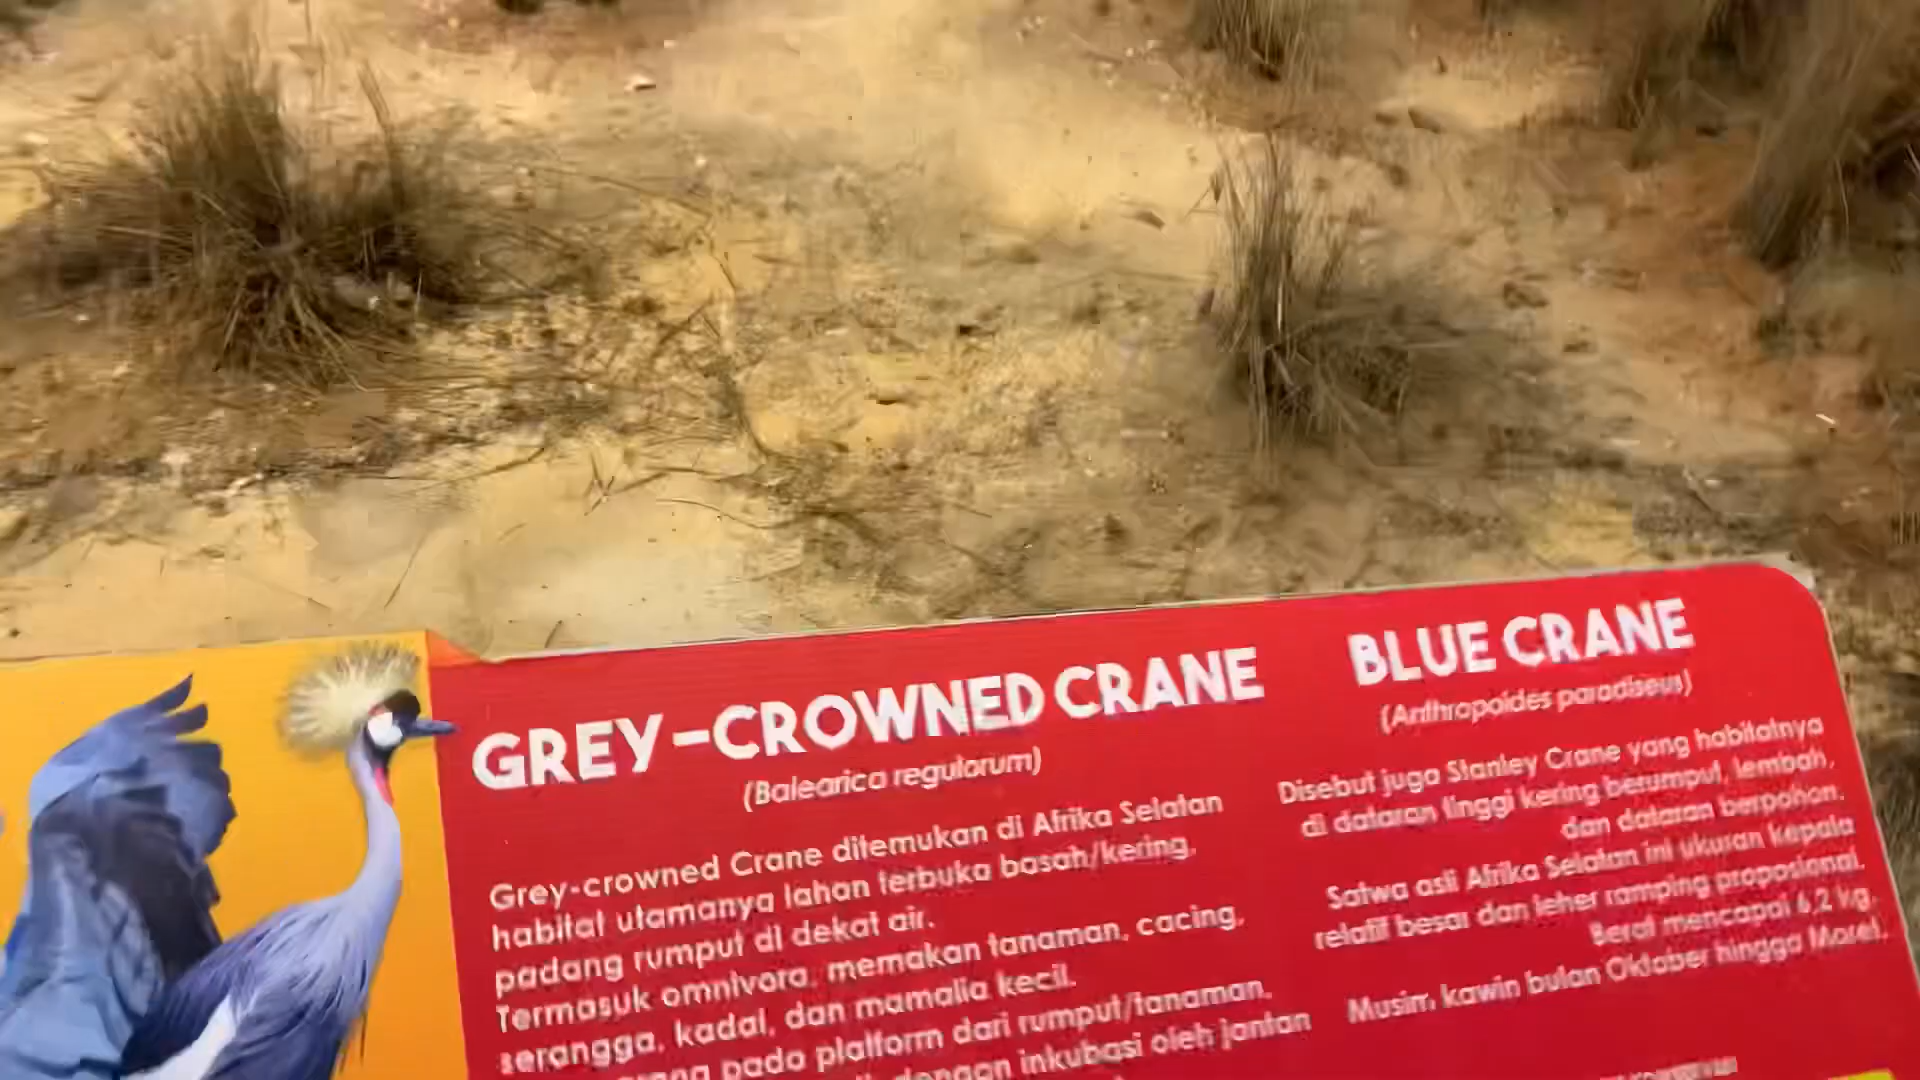 GREY-CROWNED CRANE
(Balearica regulorum)
Grey-crowned Crane ditemukan di Afrika Selatan
habitat utamanya lahan terbuka basah/kering,
padang rumput di dekat air.
Termasuk omnivora, memakan tanaman, cacing,
serangga, kadal, dan mamalia kecil.
pada platform dari rumput/tanaman,
dengan inkubasi oleh jantan
BLUE CRANE
(Anthropoides paradiseus)
Disebut juga Stanley Crane yang habitatnya
di dataran tinggi kering berumput, lembah,
dan dataran berpohon.
Satwa asli Afrika Selatan ini ukuran kepala
relatif besar dan leher ramping proposional.
Berat mencapai 6,2 kg.
Musim kawin bulan Oktober hingga Maret.